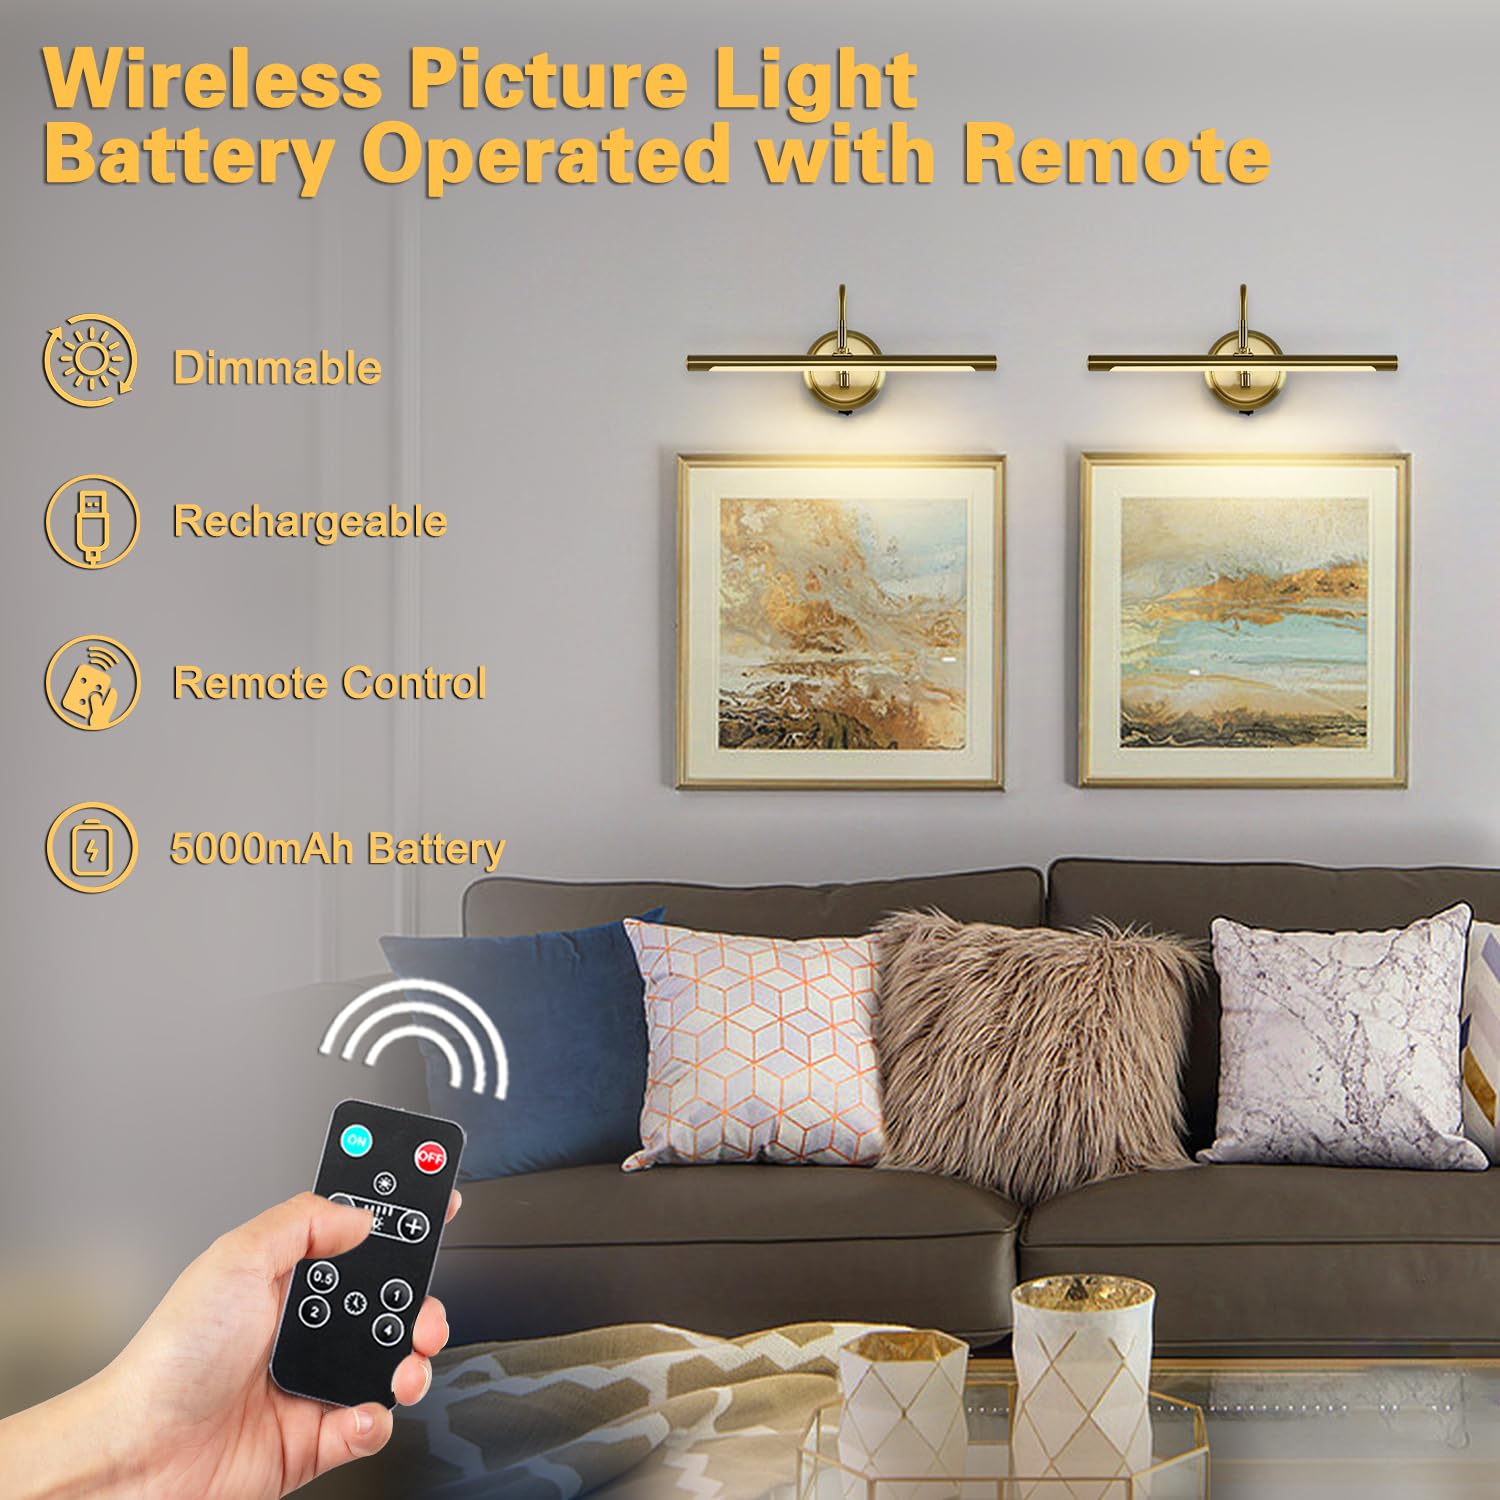 Wireless Picture Light
Battery Operated with Remote
Dimmable
Rechargeable
Remote Control
5000mAh Battery
ON
OFF
+
0.5
1
2
4